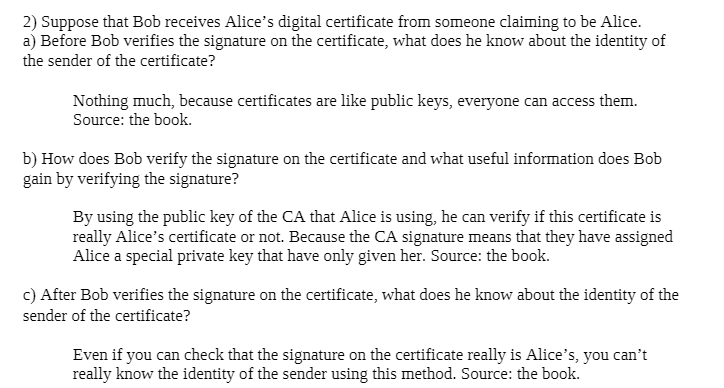 2) Suppose that Bob receives Alice’s digital certificate from someone claiming to be Alice.
a) Before Bob verifies the signature on the certificate, what does he know about the identity of
the sender of the certificate?
Nothing much, because certificates are like public keys, everyone can access them.
Source: the book.
b) How does Bob verify the signature on the certificate and what useful information does Bob
gain by verifying the signature?
By using the public key of the CA that Alice is using, he can verify if this certificate is
really Alice’s certificate or not. Because the CA signature means that they have assigned
Alice a special private key that have only given her. Source: the book.
c) After Bob verifies the signature on the certificate, what does he know about the identity of the
sender of the certificate?
Even if you can check that the signature on the certificate really is Alice’s, you can’t
really know the identity of the sender using this method. Source: the book.